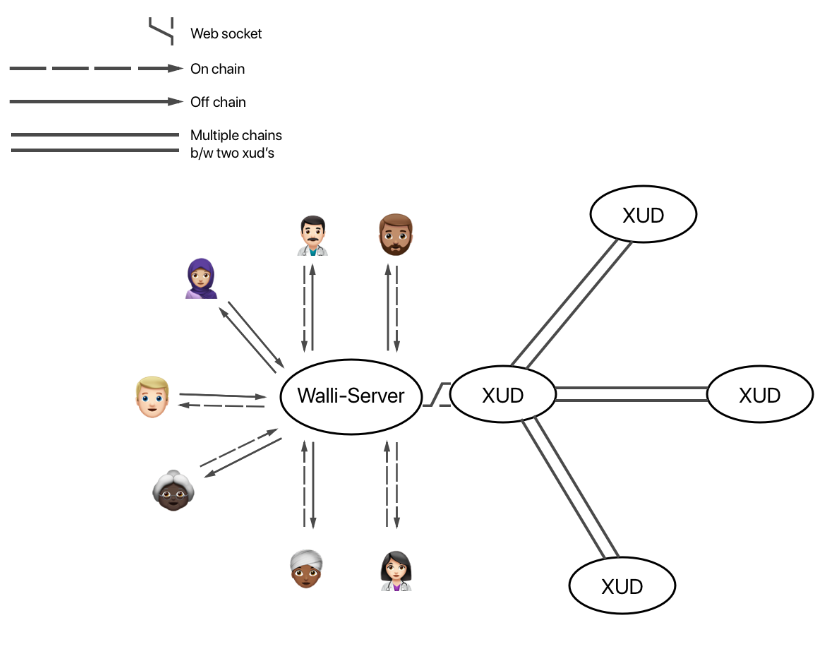 Web socket
On chain
Off chain
Multiple chains
b/w two xud's
XUD
Walli-Server
XUD
XUD
XUD